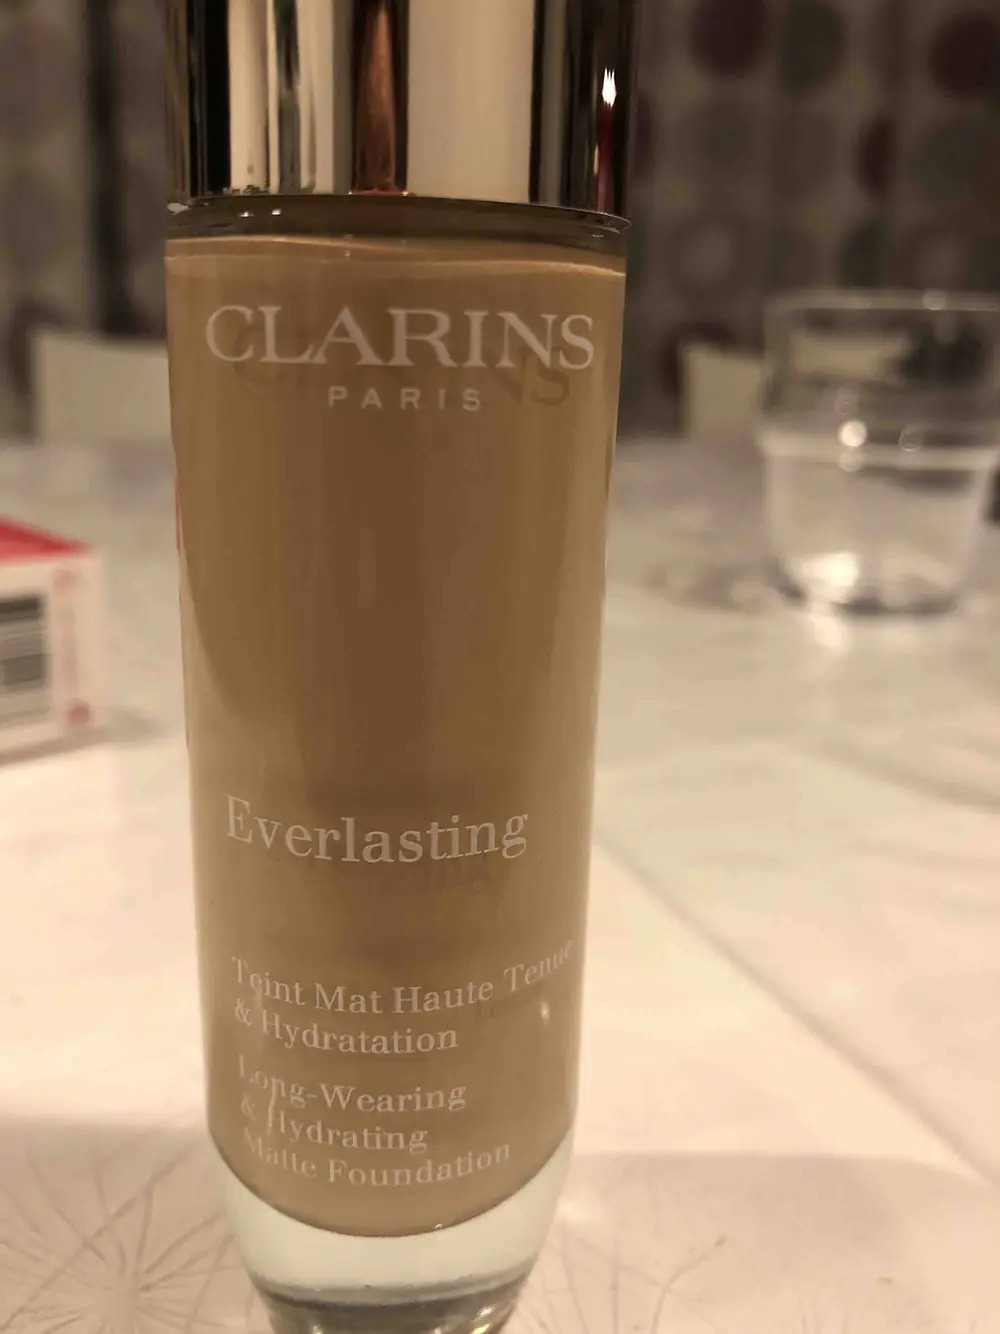 CLARINS
PARIS
Everlasting
Teint Mat Haute Tenue
& Hydratation
Long-Wearing
& Hydrating
Matte Foundation